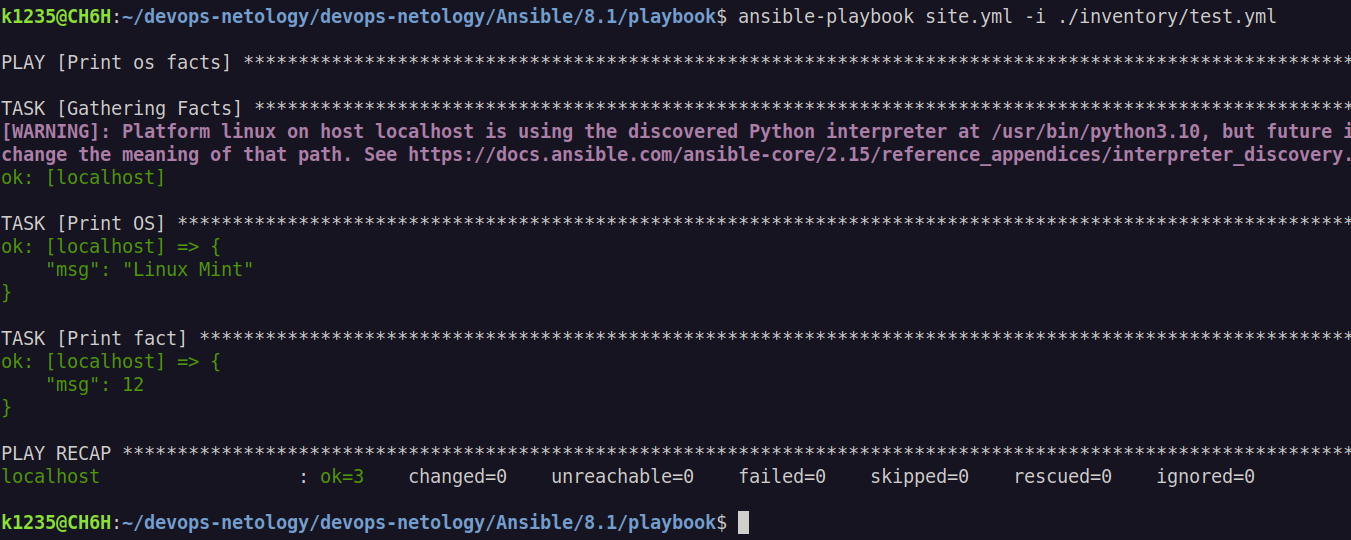 k1235@CH6H:~/devops-netology/devops-netology/Ansible/8.1/playbook$ ansible-playbook site.yml -i ./inventory/test.yml
PLAY [Print os facts] ****************************************************************************************************
TASK [Gathering Facts] ***************************************************************************************************
[WARNING]: Platform linux on host localhost is using the discovered Python interpreter at /usr/bin/python3.10, but future i
change the meaning of that path. See https://docs.ansible.com/ansible-core/2.15/reference_appendices/interpreter_discovery.
ok: [localhost]
TASK [Print OS] **********************************************************************************************************
ok: [localhost] => {
    "msg": "Linux Mint"
}
TASK [Print fact] ********************************************************************************************************
ok: [localhost] => {
    "msg": 12
}
PLAY RECAP ***************************************************************************************************************
localhost                  : ok=3    changed=0    unreachable=0    failed=0    skipped=0    rescued=0    ignored=0
k1235@CH6H:~/devops-netology/devops-netology/Ansible/8.1/playbook$